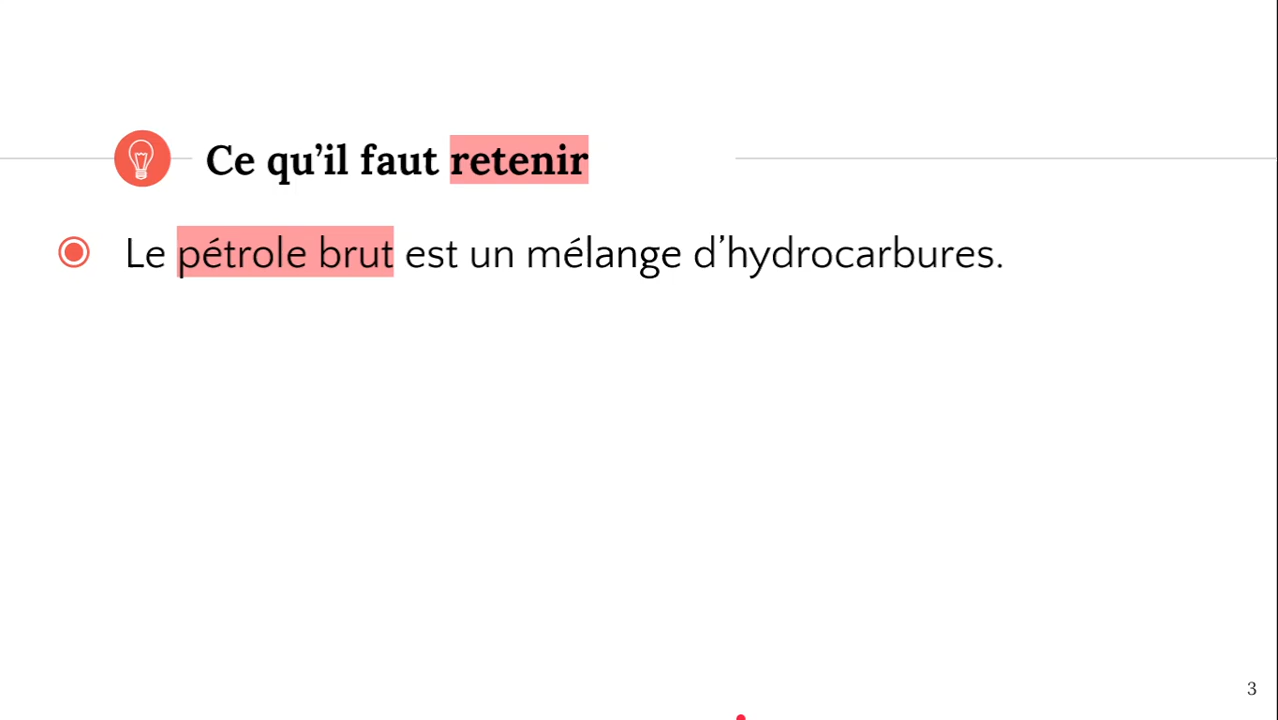 Ce qu’il faut retenir
Le pétrole brut est un mélange d’hydrocarbures.
3